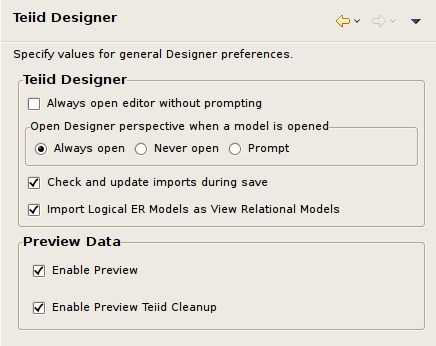 Teiid Designer
Specify values for general Designer preferences.
Teiid Designer
Always open editor without prompting
Open Designer perspective when a model is opened
Always open Never open Prompt
Check and update imports during save
Import Logical ER Models as View Relational Models
Preview Data
Enable Preview
Enable Preview Teiid Cleanup